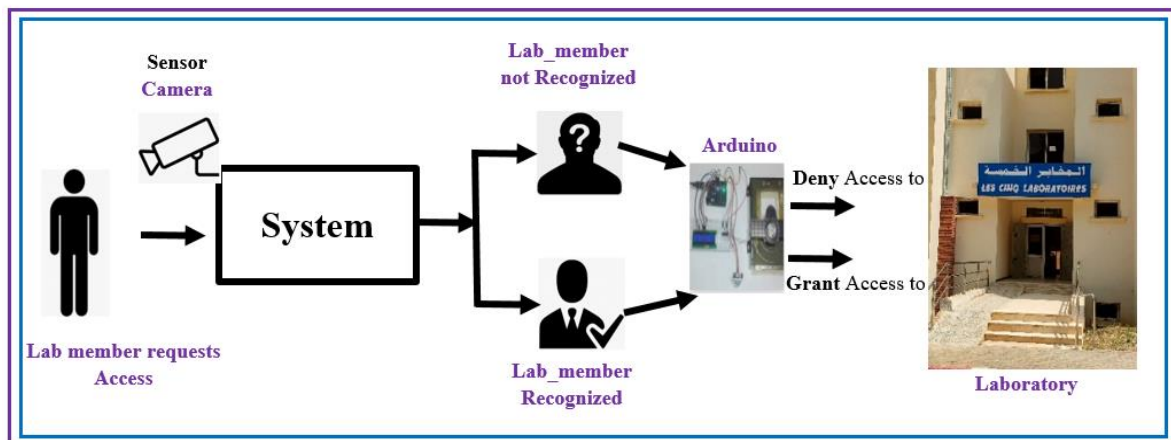 Sensor
Camera
Lab member requests
Access
System
Lab_member
not Recognized
?
Lab_member
Recognized
Arduino
Deny Access to
Grant Access to
المخابر الخمسة
LES CINQ LABORATOIRES
Laboratory